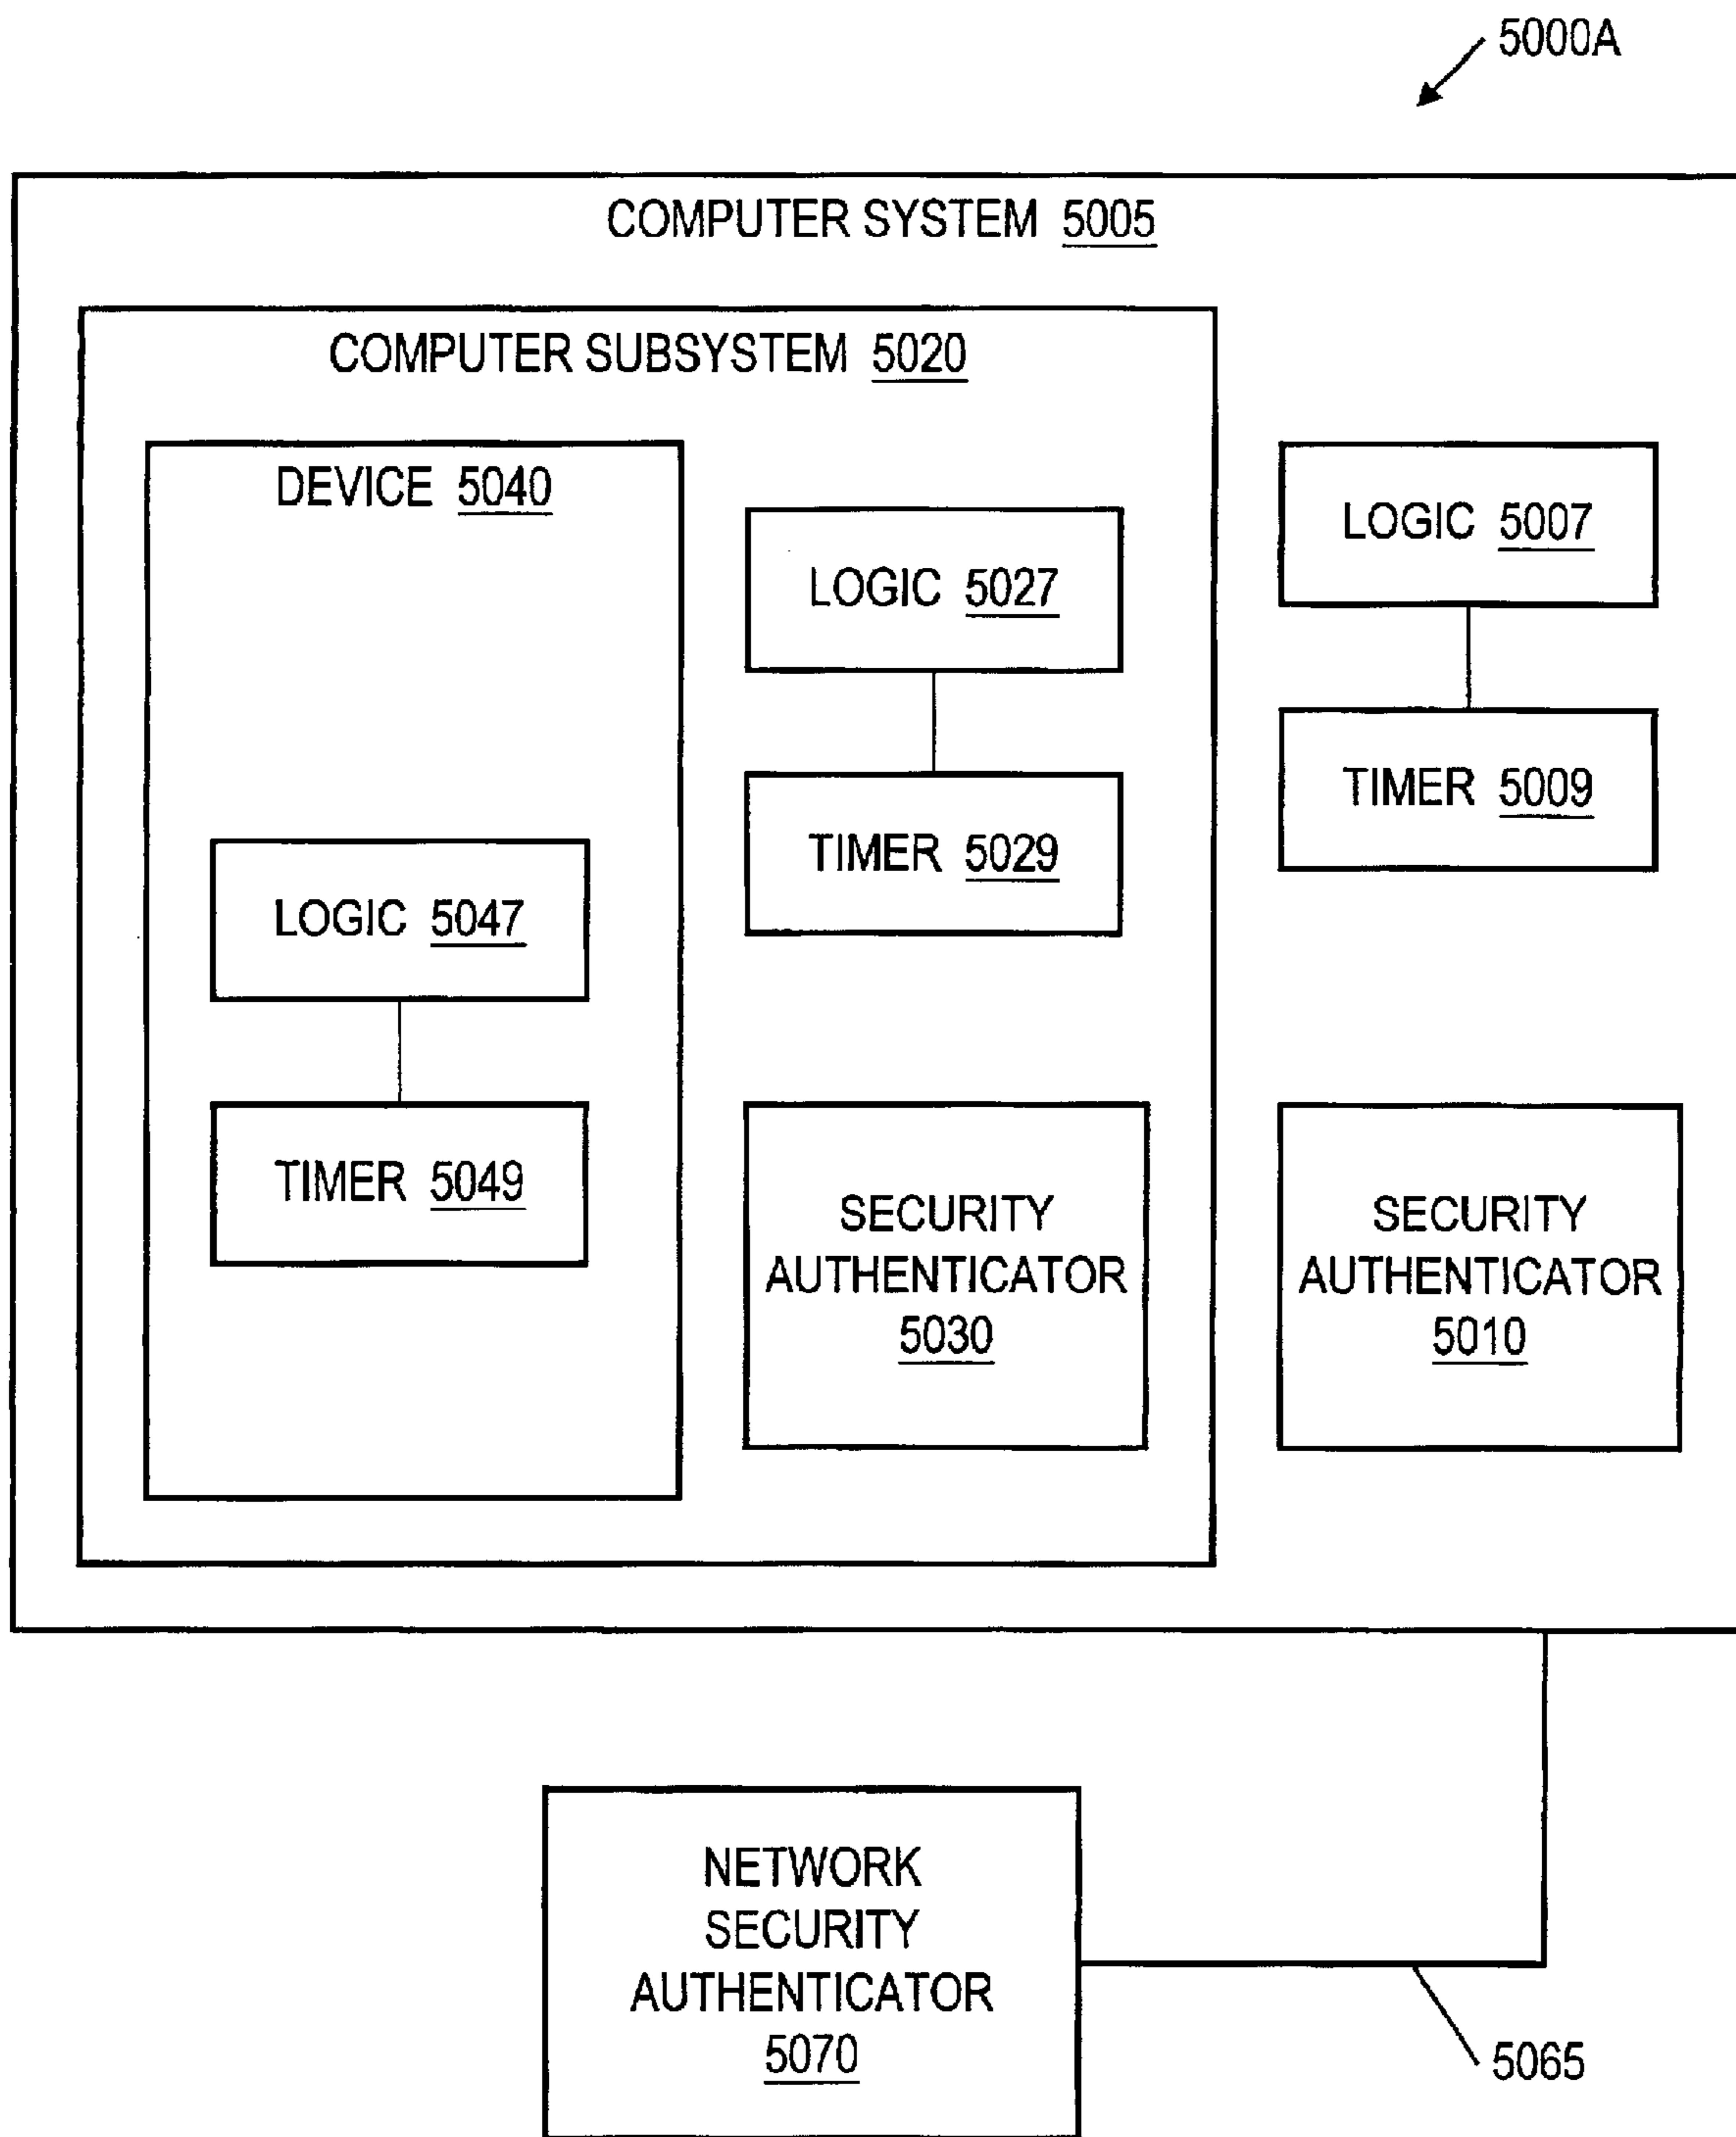 5000A
COMPUTER SYSTEM 5005
COMPUTER SUBSYSTEM 5020
DEVICE 5040
LOGIC 5047
TIMER 5049
LOGIC 5027
TIMER 5029
SECURITY
AUTHENTICATOR
5030
LOGIC 5007
TIMER 5009
SECURITY
AUTHENTICATOR
5010
NETWORK
SECURITY
AUTHENTICATOR
5070
5065